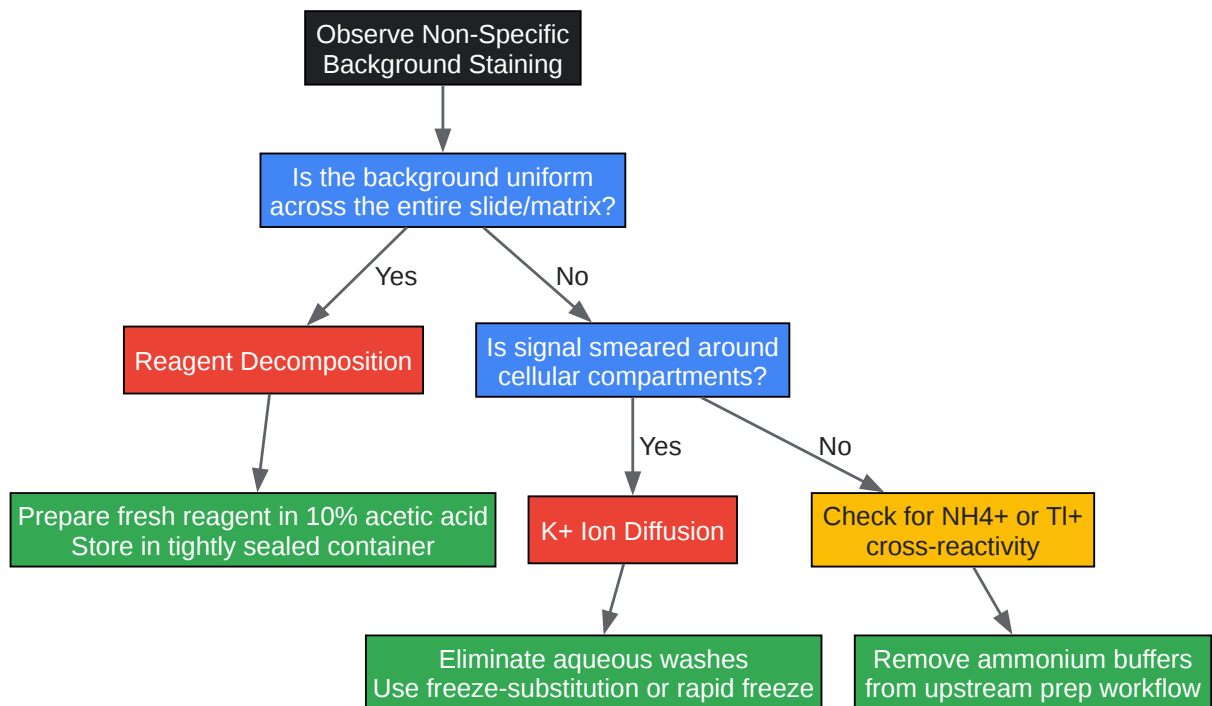 Observe Non-Specific
Background Staining
Is the background uniform
across the entire slide/matrix?
Yes
No
Reagent Decomposition
Is signal smeared around
cellular compartments?
Yes
No
Prepare fresh reagent in 10% acetic acid
Store in tightly sealed container
K+ Ion Diffusion
Check for NH4+ or Tl+
cross-reactivity
Eliminate aqueous washes
Use freeze-substitution or rapid freeze
Remove ammonium buffers
from upstream prep workflow